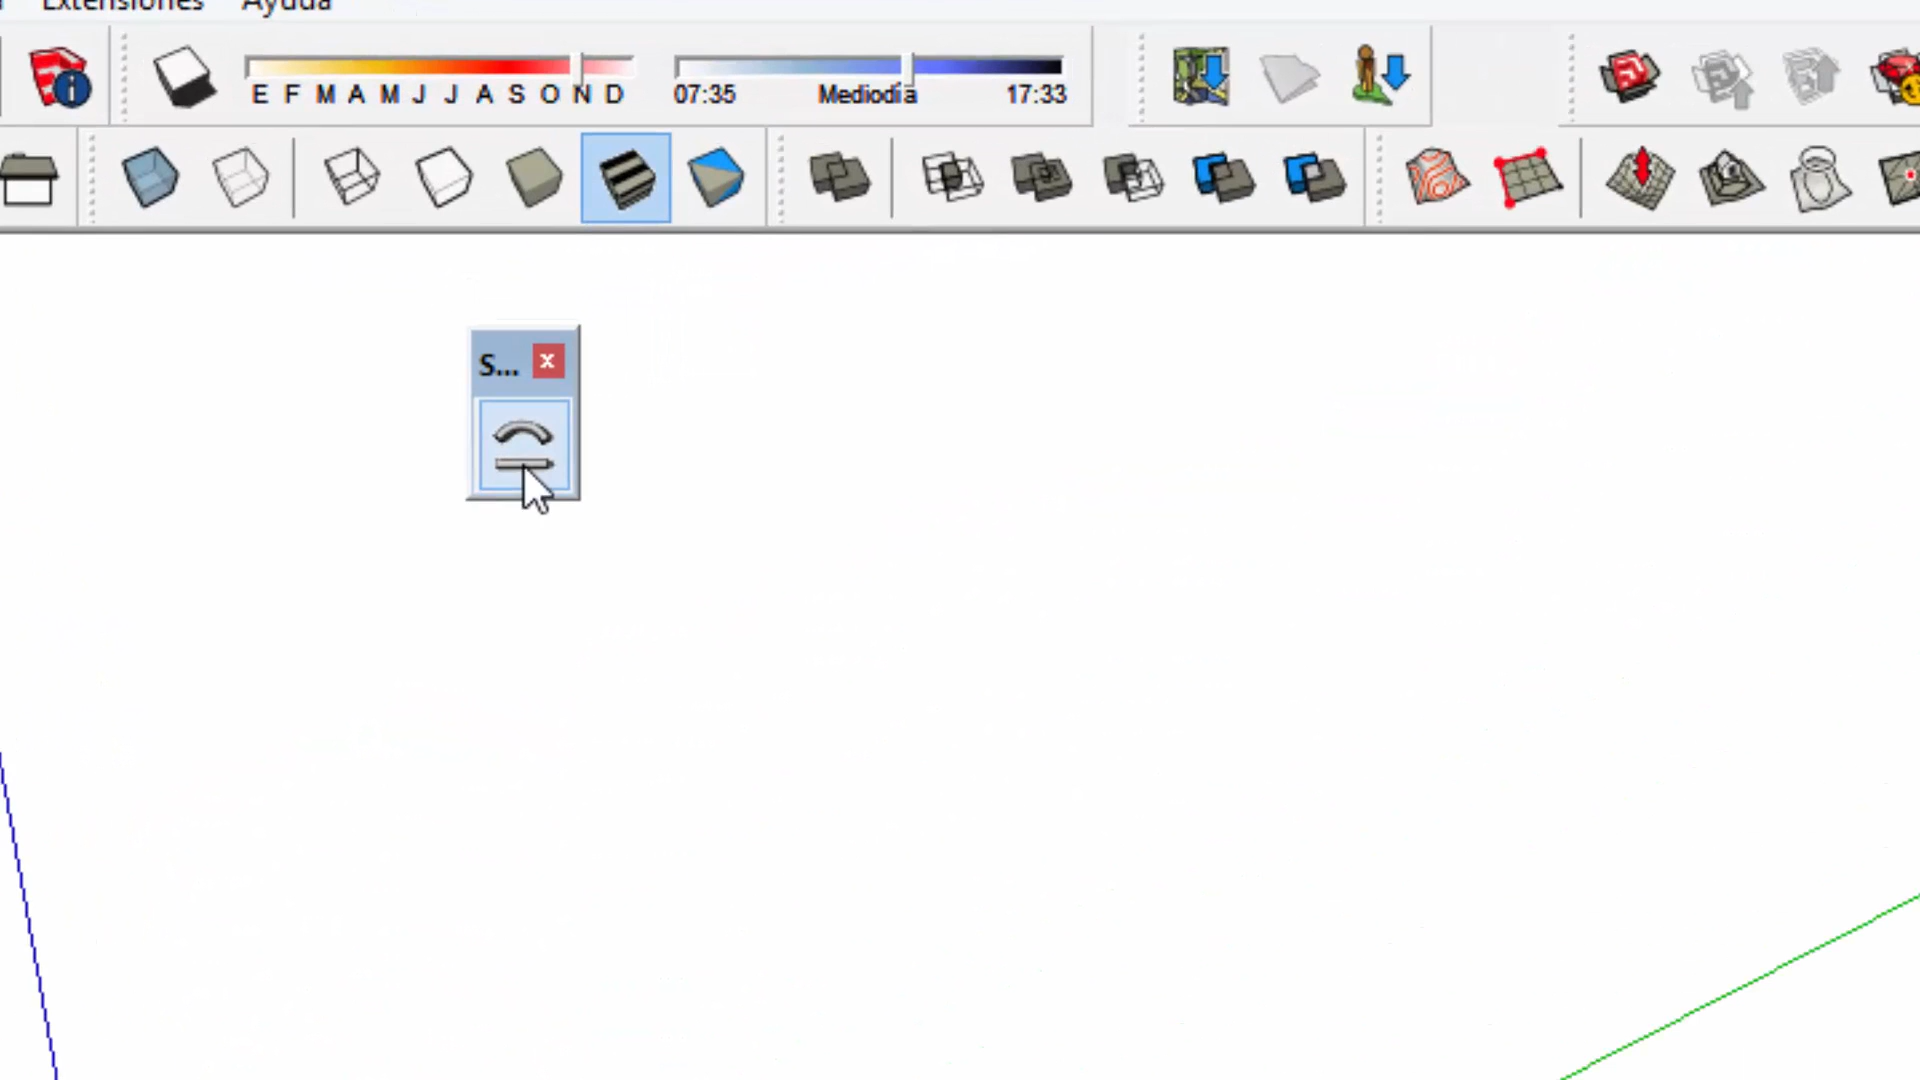 Extensiones Ayuda
E F M A M J J A S O N D
07:35 Mediodía 17:33
S...